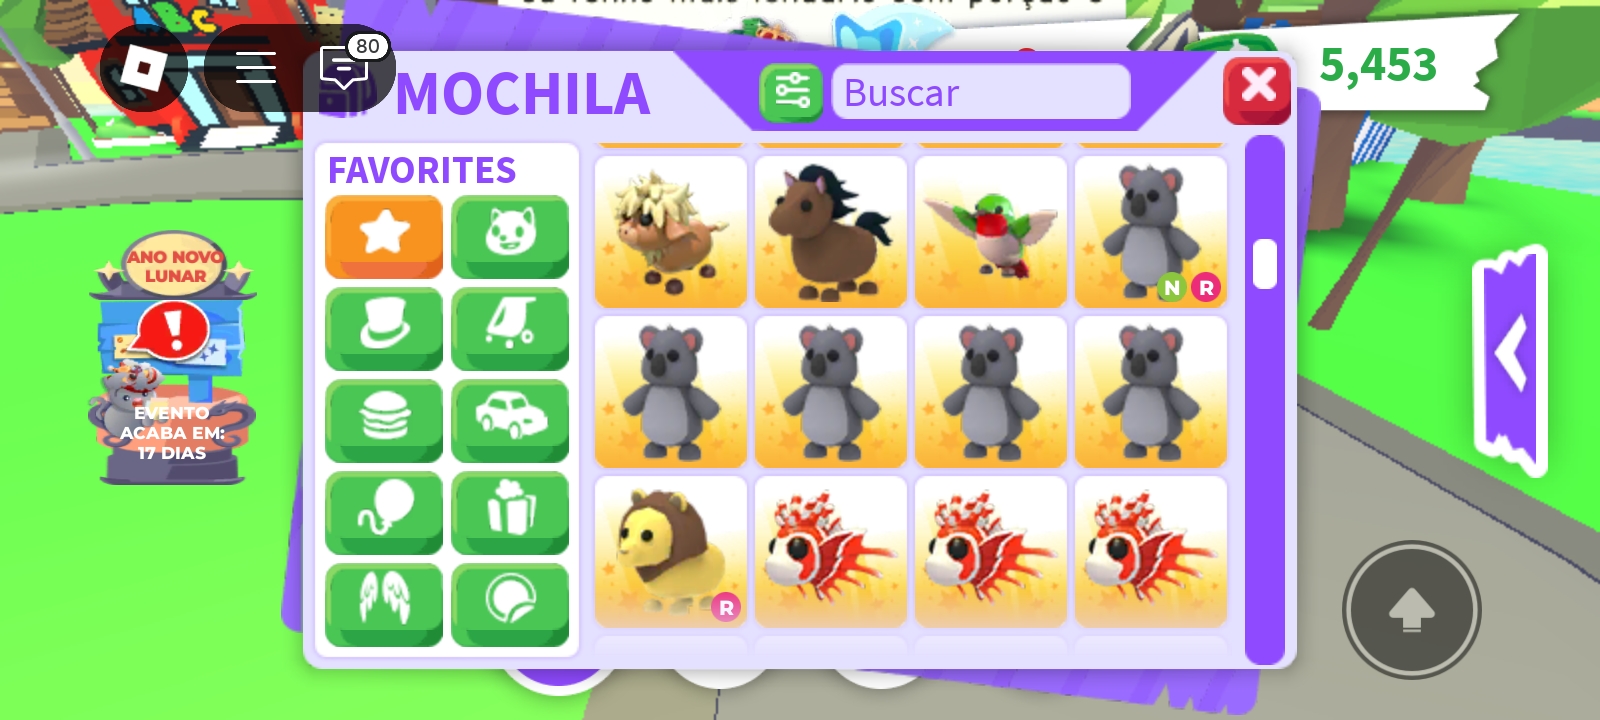 80
MOCHILA
Buscar
5,453
FAVORITES
N R
R
ANO NOVO
LUNAR
!
EVENTO
ACABA EM:
17 DIAS